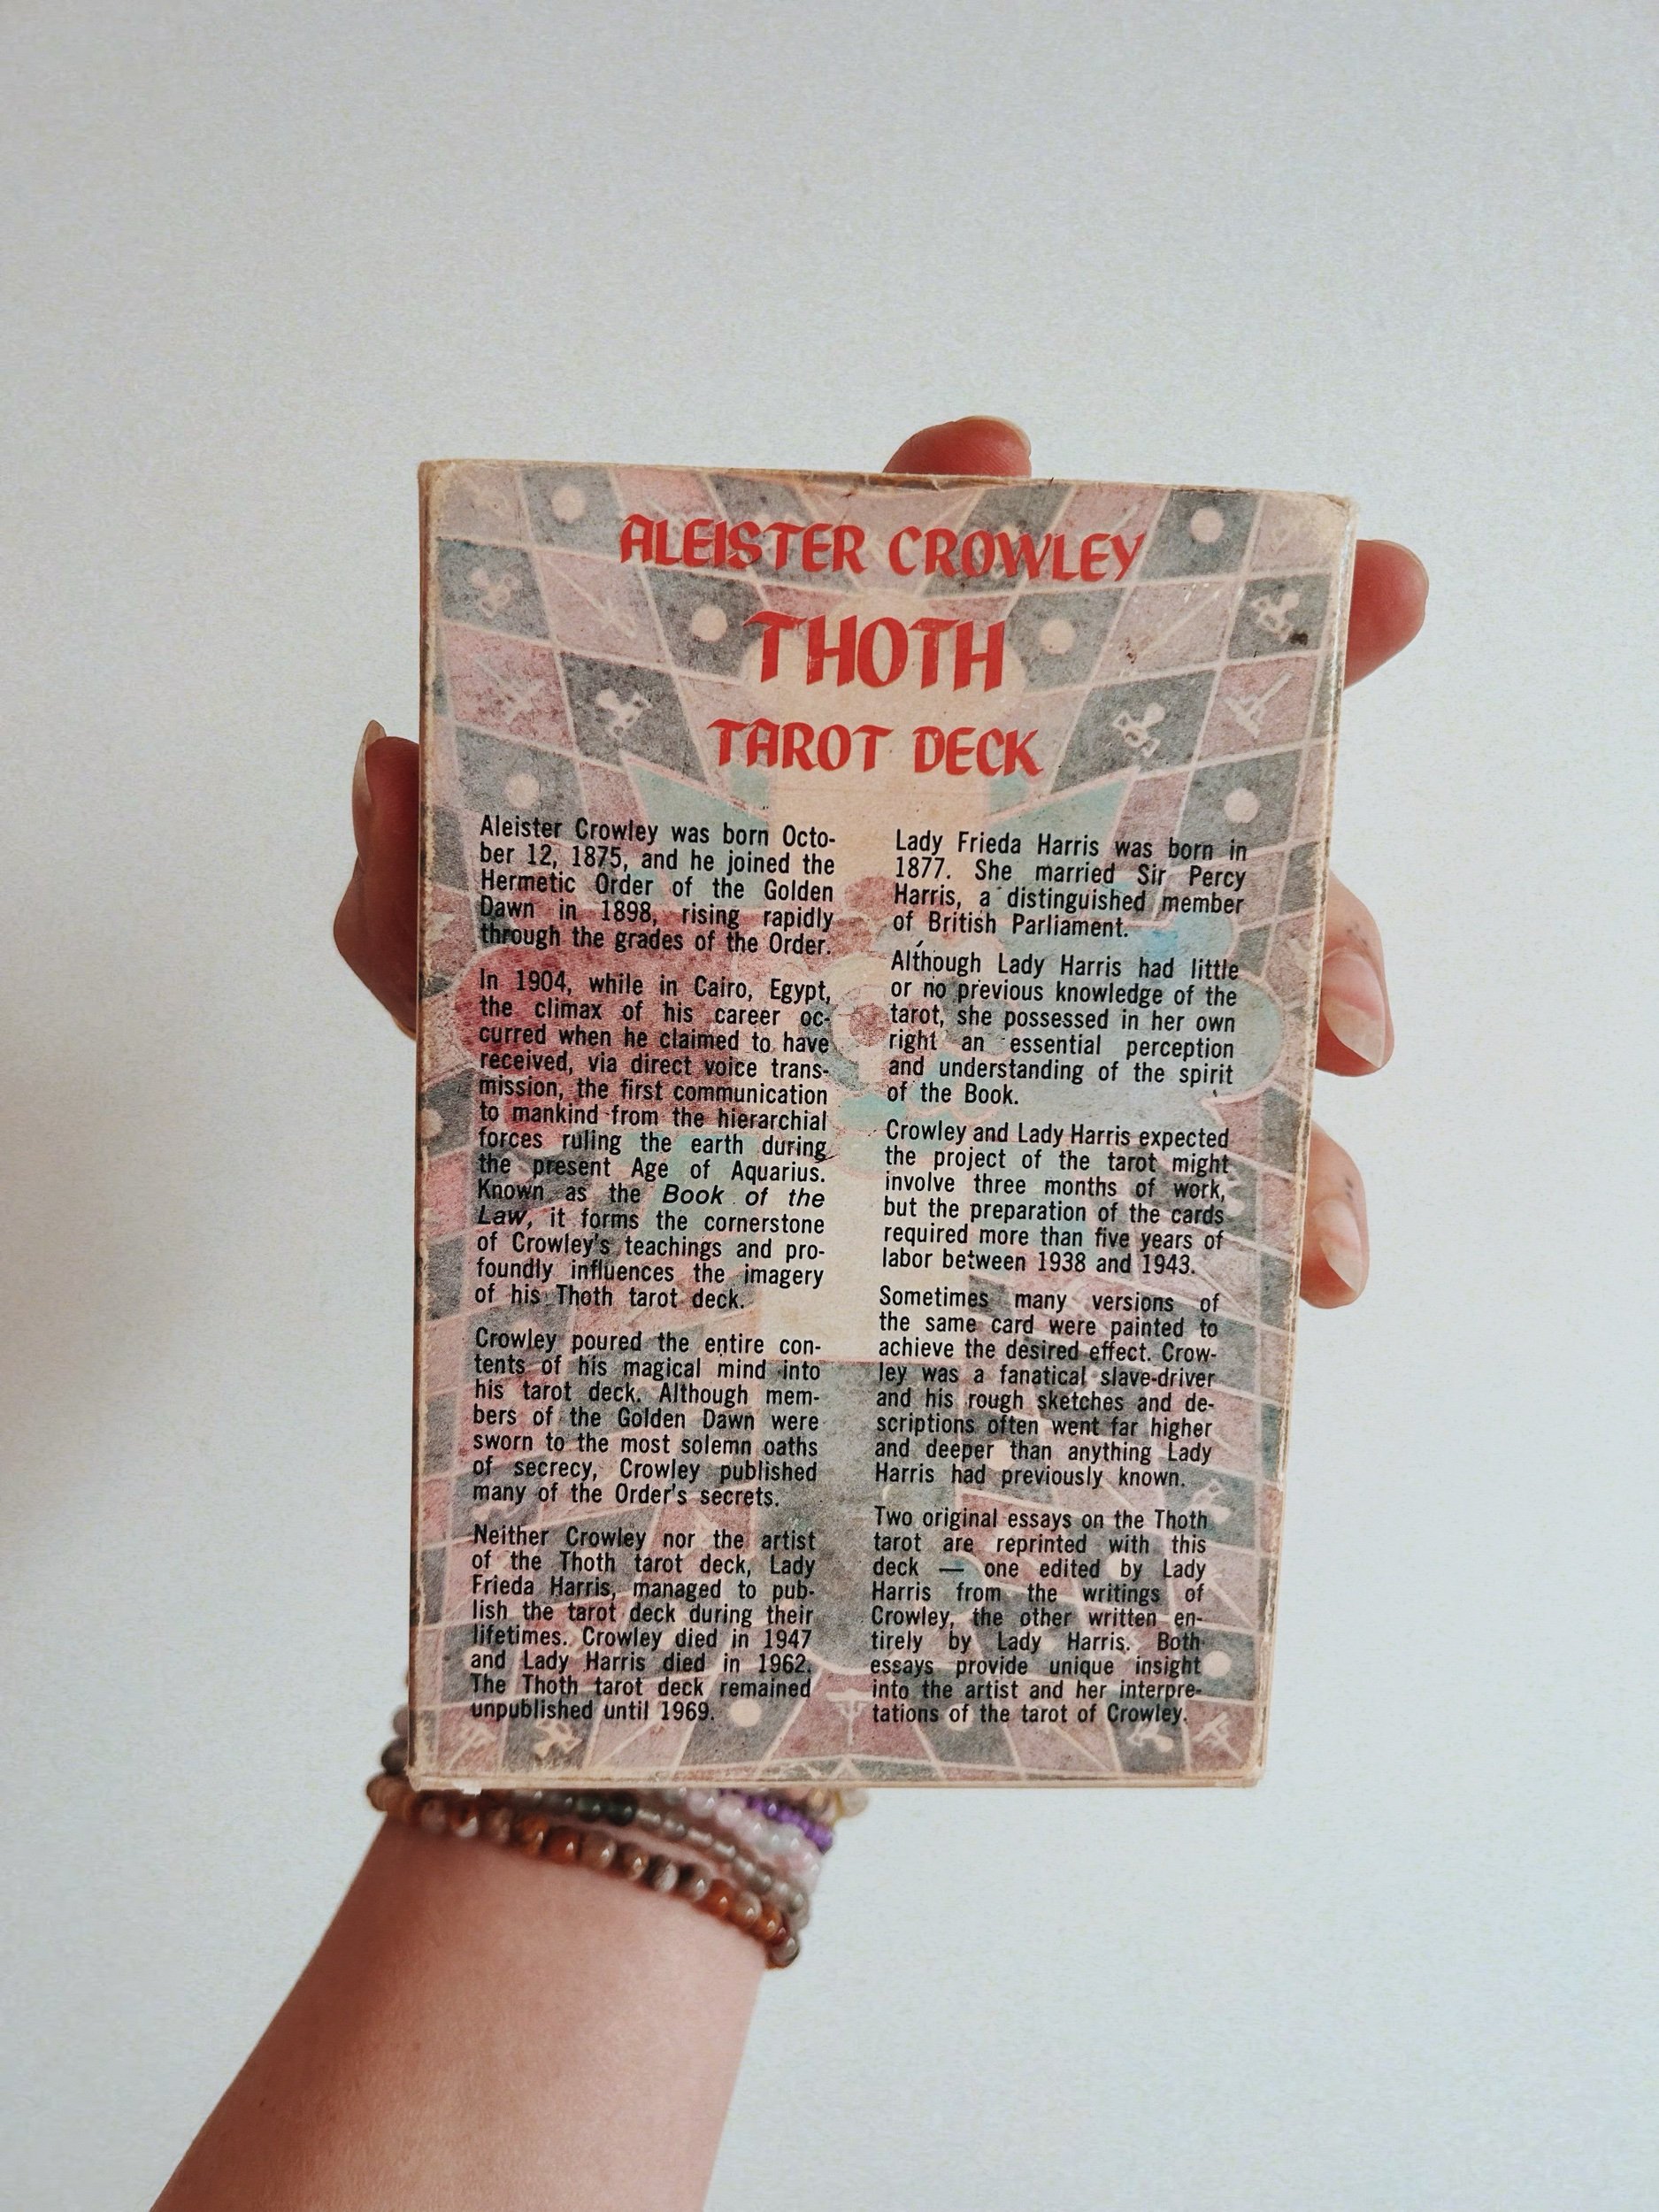 ALEISTER CROWLEY
THOTH
TAROT DECK
Aleister Crowley was born Octo-
ber 12, 1875, and he joined the
Hermetic Order of the Golden
Dawn in 1898, rising rapidly
through the grades of the Order.
In 1904, while in Cairo, Egypt,
the climax of his career oc-
curred when he claimed to have
received, via direct voice trans-
mission, the first communication
to mankind from the hierarchial
forces ruling the earth during
the present Age of Aquarius.
Known as the Book of the
Law, it forms the cornerstone
of Crowley's teachings and pro-
foundly influences the imagery
of his Thoth tarot deck.
Crowley poured the entire con-
tents of his magical mind into
his tarot deck. Although mem-
bers of the Golden Dawn were
sworn to the most solemn oaths
of secrecy, Crowley published
many of the Order's secrets.
Neither Crowley nor the artist
of the Thoth tarot deck, Lady
Frieda Harris, managed to pub-
lish the tarot deck during their
lifetimes. Crowley died in 1947
and Lady Harris died in 1962.
The Thoth tarot deck remained
unpublished until 1969.
Lady Frieda Harris was born in
1877. She married Sir Percy
Harris, a distinguished member
of British Parliament.
Although Lady Harris had little
or no previous knowledge of the
tarot, she possessed in her own
right an essential perception
and understanding of the spirit
of the Book.
Crowley and Lady Harris expected
the project of the tarot might
involve three months of work,
but the preparation of the cards
required more than five years of
labor between 1938 and 1943.
Sometimes many versions of
the same card were painted to
achieve the desired effect. Crow-
ley was a fanatical slave-driver
and his rough sketches and de-
scriptions often went far higher
and deeper than anything Lady
Harris had previously known.
Two original essays on the Thoth
tarot are reprinted with this
deck — one edited by Lady
Harris from the writings of
Crowley, the other written en-
tirely by Lady Harris. Both
essays provide unique insight
into the artist and her interpre-
tations of the tarot of Crowley.